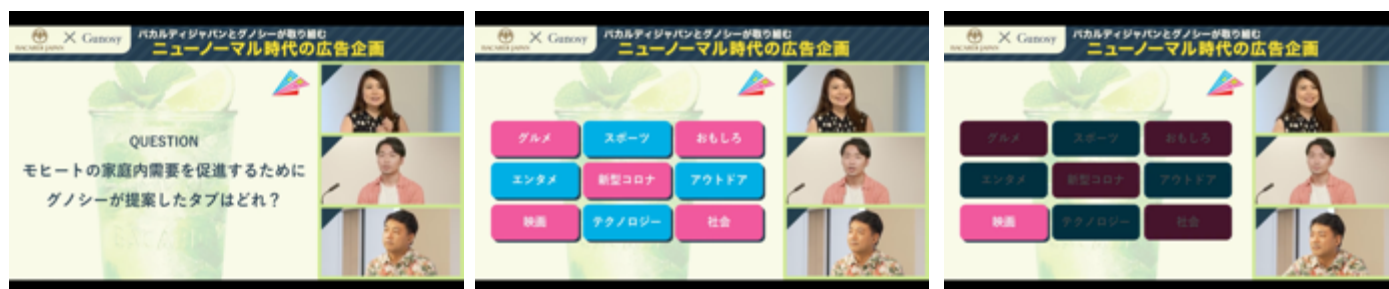 BACARDI JAPAN × Gunosy
バカルディジャパンとグノシーが取り組む
ニューノーマル時代の広告企画
QUESTION
モヒートの家庭内需要を促進するために
グノシーが提案したタブはどれ？
BACARDI JAPAN × Gunosy
バカルディジャパンとグノシーが取り組む
ニューノーマル時代の広告企画
グルメ スポーツ おもしろ
エンタメ 新型コロナ アウトドア
映画 テクノロジー 社会
BACARDI JAPAN × Gunosy
バカルディジャパンとグノシーが取り組む
ニューノーマル時代の広告企画
グルメ スポーツ おもしろ
エンタメ 新型コロナ アウトドア
映画 テクノロジー 社会